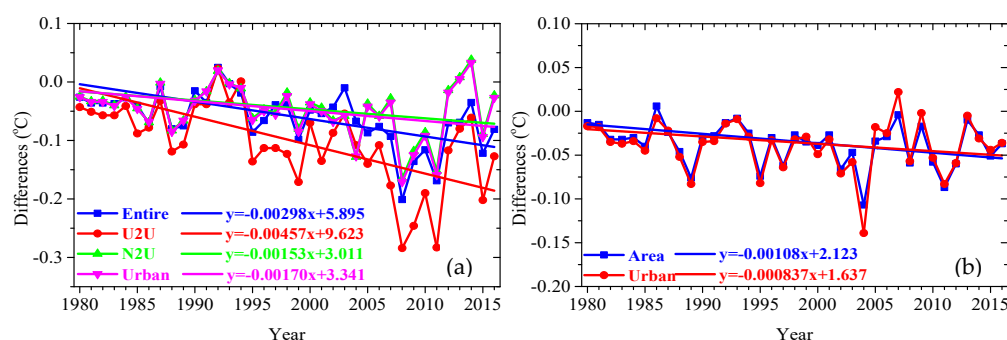 0.1
0.0
-0.1
-0.2
-0.3
Differences (°C)
Entire y=-0.00298x+5.895
U2U y=-0.00457x+9.623
N2U y=-0.00153x+3.011
Urban y=-0.00170x+3.341
(a)
1980 1985 1990 1995 2000 2005 2010 2015
Year
0.10
0.05
0.00
-0.05
-0.10
-0.15
-0.20
Differences (°C)
Area y=-0.00108x+2.123
Urban y=-0.000837x+1.637
(b)
1980 1985 1990 1995 2000 2005 2010 2015
Year